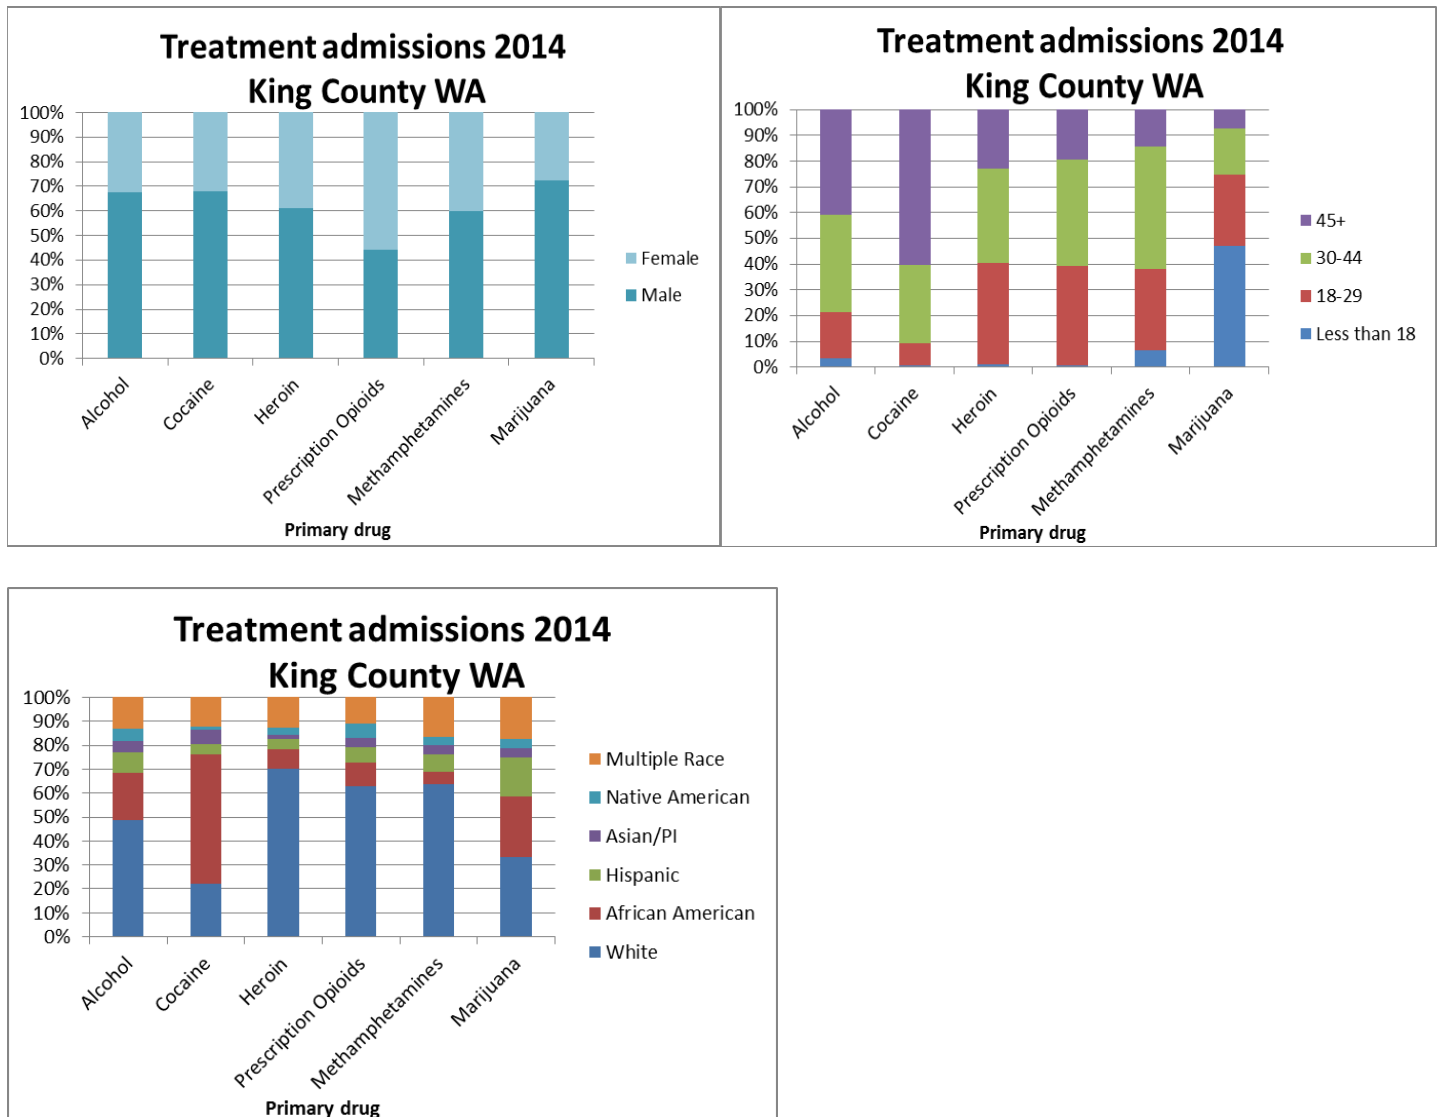 Treatment admissions 2014
King County WA
100%
90%
80%
70%
60%
50%
40%
30%
20%
10%
0%
Alcohol
Cocaine
Heroin
Prescription Opioids
Methamphetamines
Marijuana
Primary drug
Female
Male
Treatment admissions 2014
King County WA
100%
90%
80%
70%
60%
50%
40%
30%
20%
10%
0%
Alcohol
Cocaine
Heroin
Prescription Opioids
Methamphetamines
Marijuana
Primary drug
45+
30-44
18-29
Less than 18
Treatment admissions 2014
King County WA
100%
90%
80%
70%
60%
50%
40%
30%
20%
10%
0%
Alcohol
Cocaine
Heroin
Prescription Opioids
Methamphetamines
Marijuana
Primary drug
Multiple Race
Native American
Asian/PI
Hispanic
African American
White